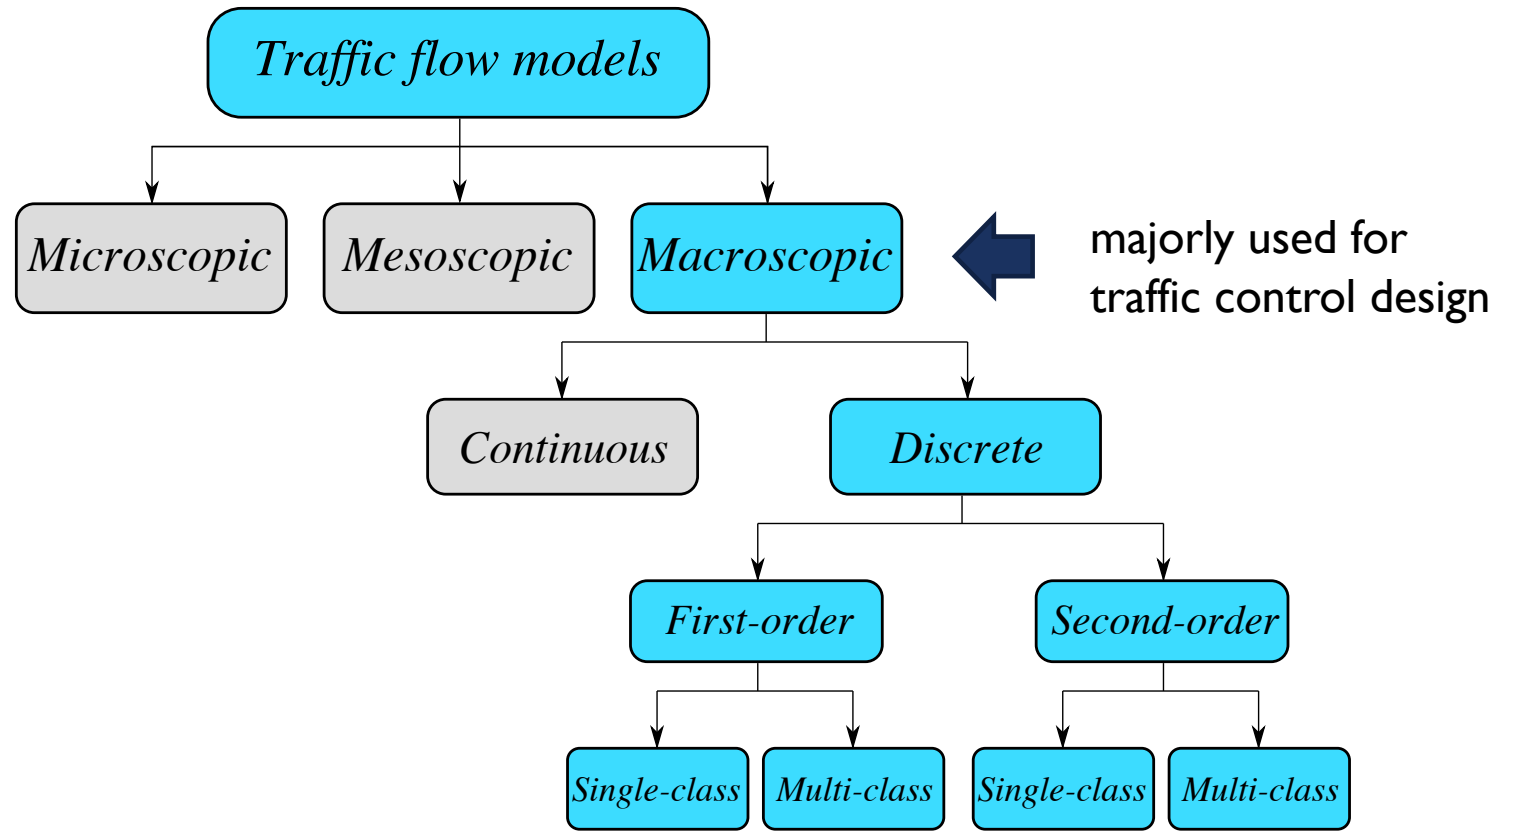 Traffic flow models
Microscopic
Mesoscopic
Macroscopic
majorly used for
traffic control design
Continuous
Discrete
First-order
Second-order
Single-class
Multi-class
Single-class
Multi-class